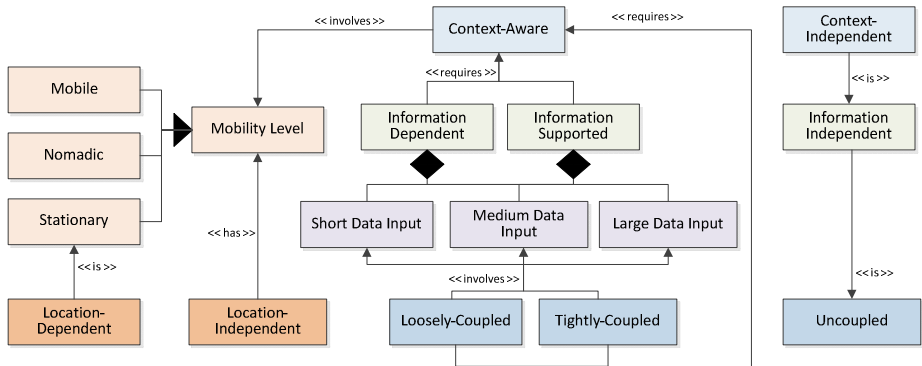 << involves >>
Context-Aware
<< requires >>
Context-
Independent
<< requires >>
<< is >>
Mobile
Mobility Level
Information
Dependent
Information
Supported
Information
Independent
Nomadic
Stationary
Short Data Input
Medium Data
Input
Large Data Input
<< has >>
<< is >>
<< involves >>
<< is >>
Location-
Dependent
Location-
Independent
Loosely-Coupled
Tightly-Coupled
Uncoupled